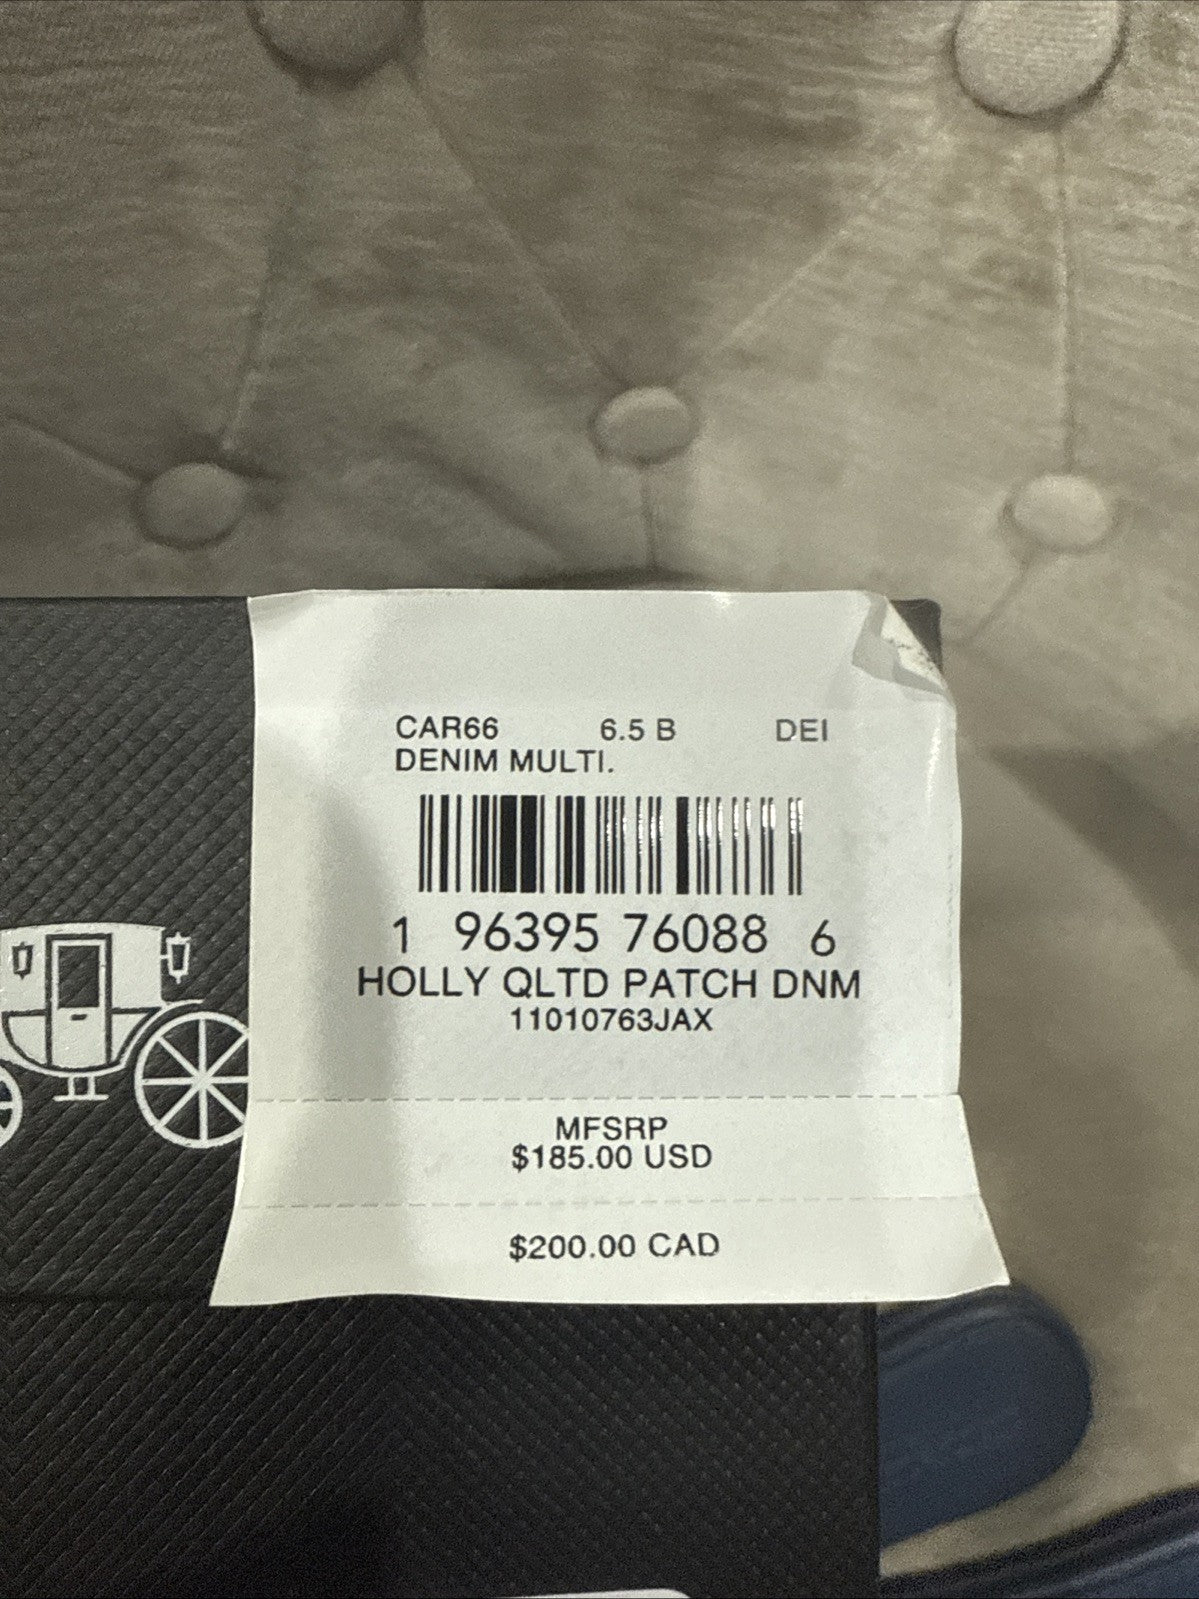 CAR66 6.5 B DEI
DENIM MULTI.
1 96395 76088 6
HOLLY QLTD PATCH DNM
11010763JAX
MFSRP
$185.00 USD
$200.00 CAD